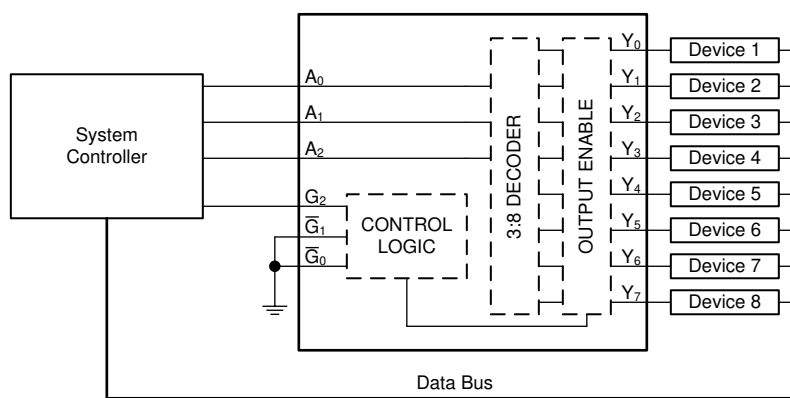 System
Controller
A₀
A₁
A₂
G₂
G̅₁
G̅₀
CONTROL
LOGIC
3:8 DECODER
OUTPUT ENABLE
Y₀
Y₁
Y₂
Y₃
Y₄
Y₅
Y₆
Y₇
Device 1
Device 2
Device 3
Device 4
Device 5
Device 6
Device 7
Device 8
Data Bus